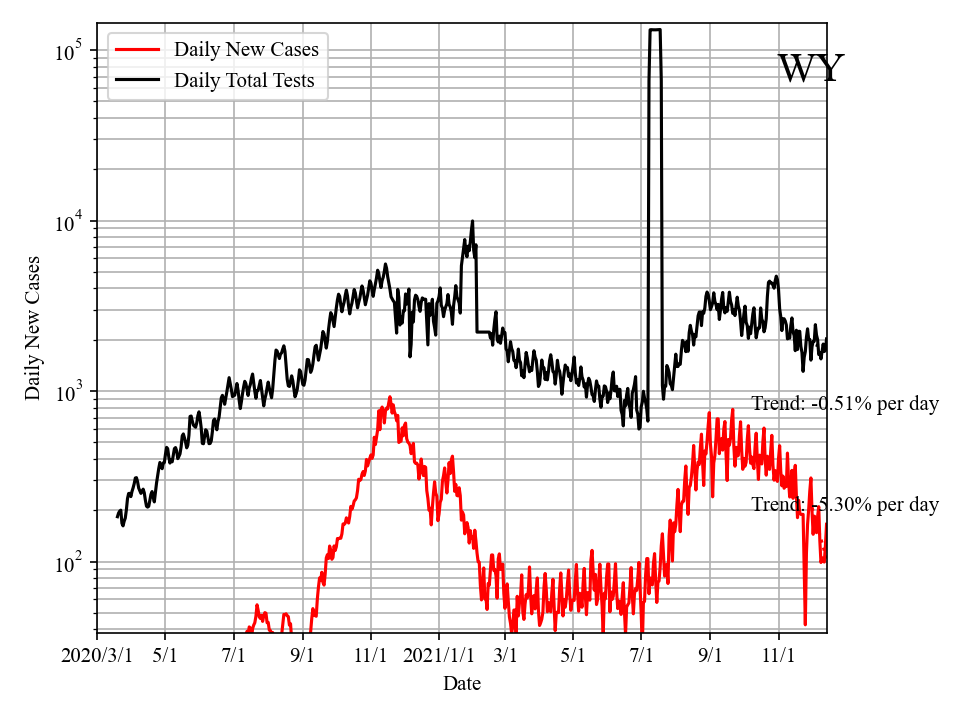 Daily New Cases
Daily Total Tests
WY
10^5
10^4
10^3
10^2
Daily New Cases
Trend: -0.51% per day
Trend: -5.30% per day
2020/3/1 5/1 7/1 9/1 11/1 2021/1/1 3/1 5/1 7/1 9/1 11/1
Date